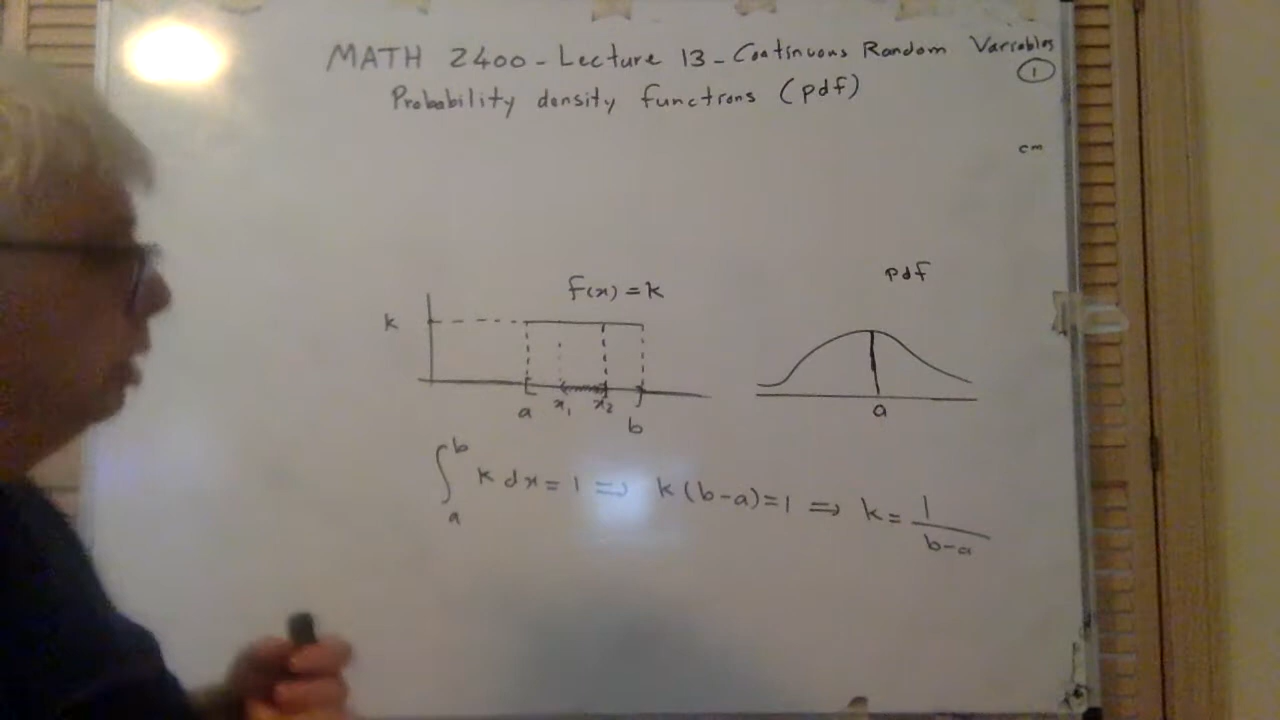 MATH 2400 - Lecture 13 - Continuous Random Variables
1
Probability density functions (pdf)
cm
pdf
f(x) = k
k
a x₁ x₂ b
a
∫ₐᵇ k dx = 1 ⇒ k(b-a) = 1 ⇒ k = 1/(b-a)